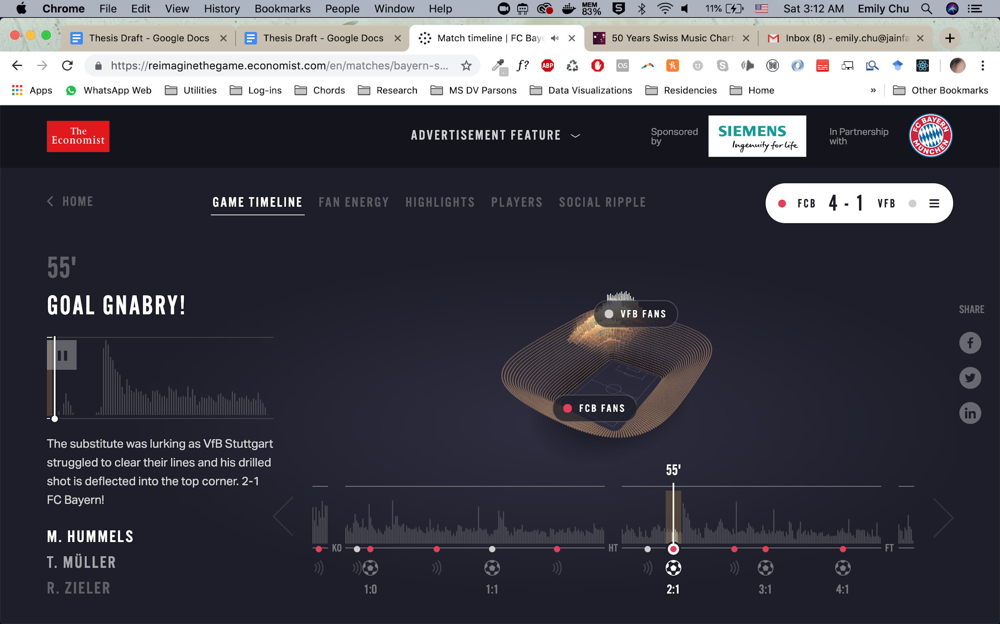 Chrome File Edit View History Bookmarks People Window Help MEM 83% 11% Sat 3:12 AM Emily Chu
Thesis Draft - Google Docs
Thesis Draft - Google Docs
Match timeline | FC Baye
50 Years Swiss Music Charts
Inbox (8) - emily.chu@jainfa
https://reimaginethegame.economist.com/en/matches/bayern-s...
f?
ABP
Apps WhatsApp Web Utilities Log-ins Chords Research MS DV Parsons Data Visualizations Residencies Home » Other Bookmarks
The
Economist
ADVERTISEMENT FEATURE
Sponsored
by
SIEMENS
Ingenuity for life
In Partnership
with
FC BAYERN
MÜNCHEN
HOME
GAME TIMELINE FAN ENERGY HIGHLIGHTS PLAYERS SOCIAL RIPPLE
FCB 4 - 1 VFB
55'
GOAL GNABRY!
VFB FANS
FCB FANS
SHARE
The substitute was lurking as VfB Stuttgart
struggled to clear their lines and his drilled
shot is deflected into the top corner. 2-1
FC Bayern!
M. HUMMELS
T. MÜLLER
R. ZIELER
55'
KO HT FT
1:0 1:1 2:1 3:1 4:1